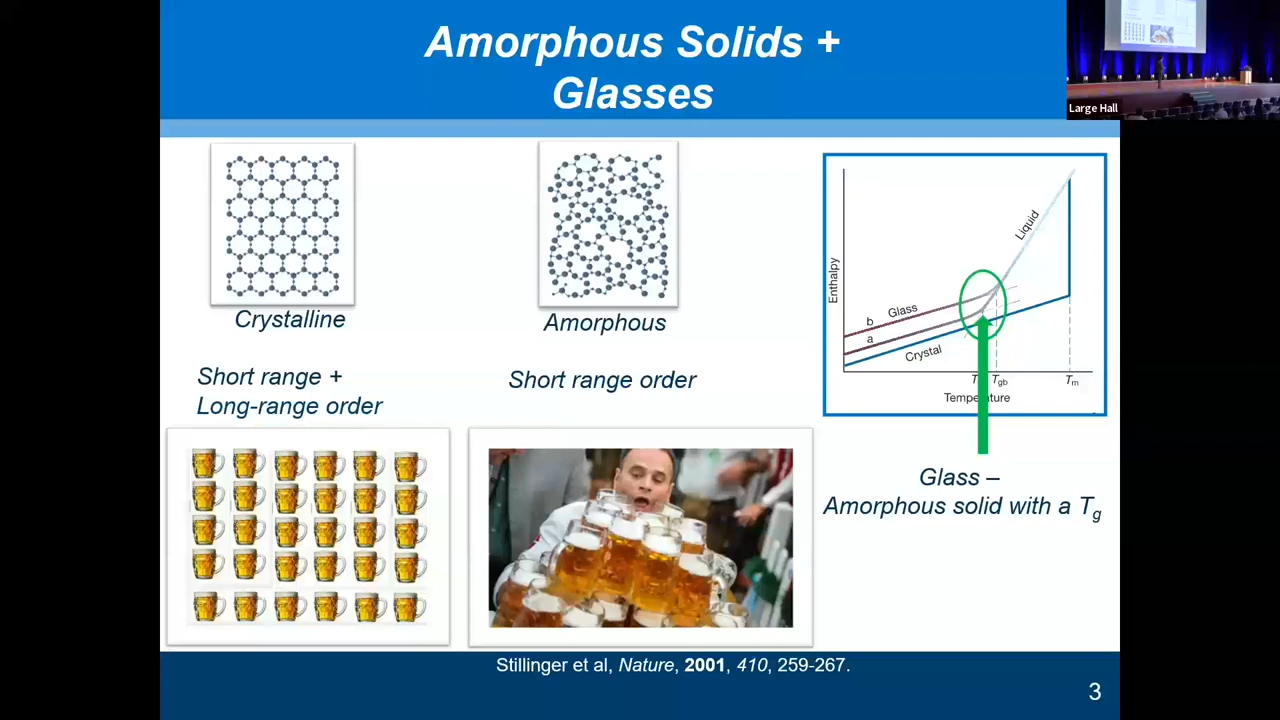 Amorphous Solids +
Glasses
Large Hall
Crystalline
Short range +
Long-range order
Amorphous
Short range order
Enthalpy
Liquid
b
Glass
a
Crystal
Tgb
Tm
Temperature
Glass –
Amorphous solid with a Tg
Stillinger et al, Nature, 2001, 410, 259-267.
3